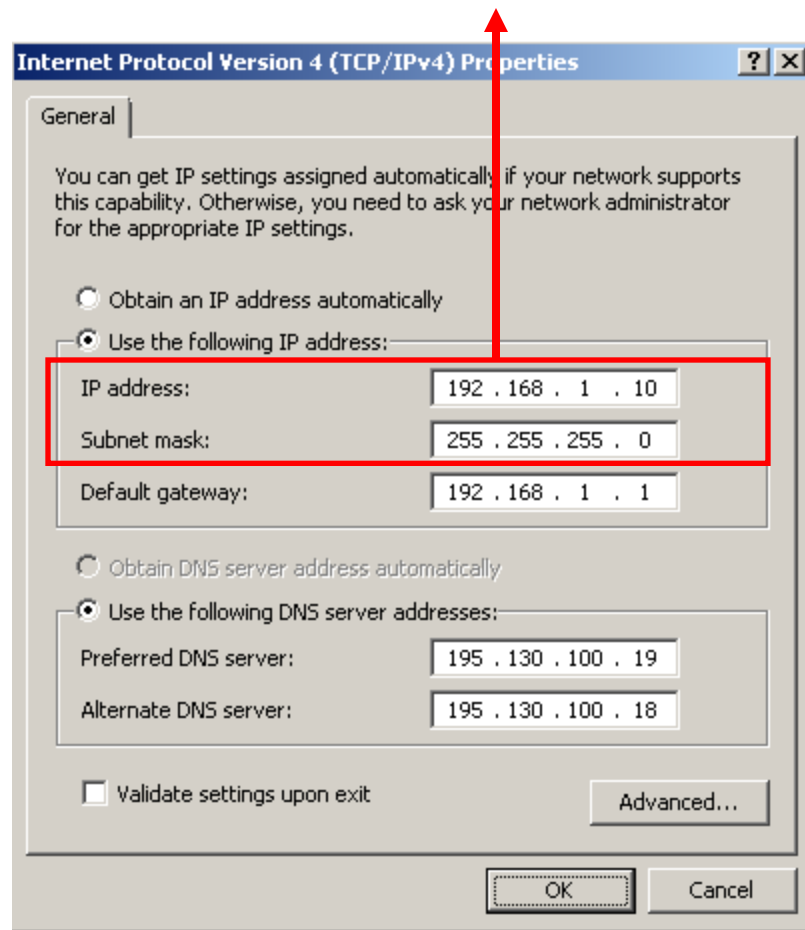 Internet Protocol Version 4 (TCP/IPv4) Properties
General
You can get IP settings assigned automatically if your network supports
this capability. Otherwise, you need to ask your network administrator
for the appropriate IP settings.
Obtain an IP address automatically
Use the following IP address:
IP address: 192 . 168 . 1 . 10
Subnet mask: 255 . 255 . 255 . 0
Default gateway: 192 . 168 . 1 . 1
Obtain DNS server address automatically
Use the following DNS server addresses:
Preferred DNS server: 195 . 130 . 100 . 19
Alternate DNS server: 195 . 130 . 100 . 18
Validate settings upon exit
Advanced...
OK Cancel